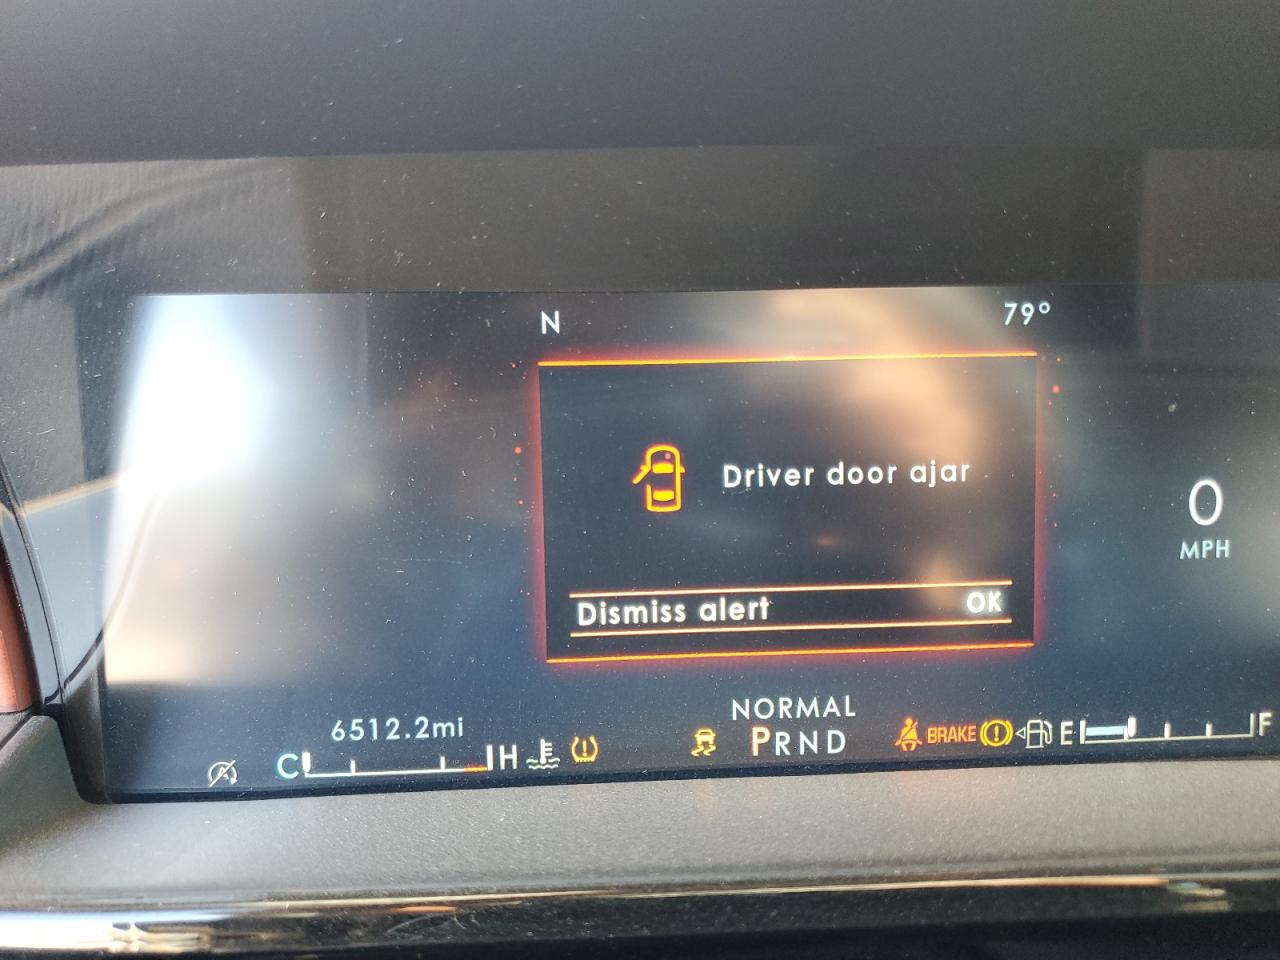 N
79°
Driver door ajar
0
MPH
Dismiss alert OK
NORMAL
6512.2mi
PRND
BRAKE
E F
C H